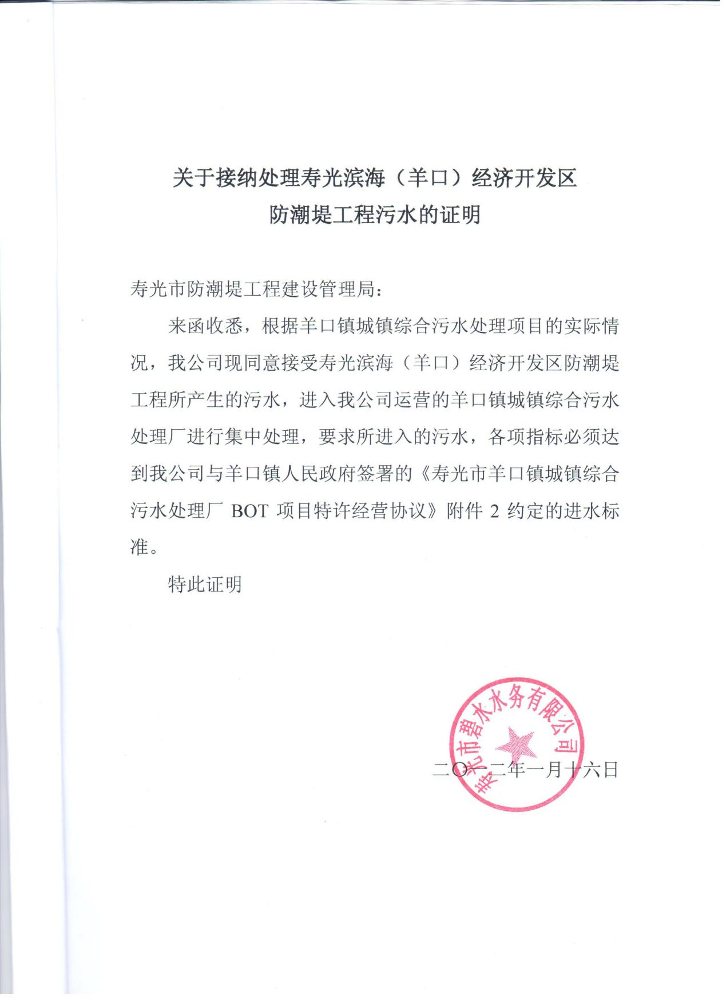 关于接纳处理寿光滨海（羊口）经济开发区
防潮堤工程污水的证明
寿光市防潮堤工程建设管理局：
来函收悉，根据羊口镇城镇综合污水处理项目的实际情
况，我公司现同意接受寿光滨海（羊口）经济开发区防潮堤
工程所产生的污水，进入我公司运营的羊口镇城镇综合污水
处理厂进行集中处理，要求所进入的污水，各项指标必须达
到我公司与羊口镇人民政府签署的《寿光市羊口镇城镇综合
污水处理厂 BOT 项目特许经营协议》附件 2 约定的进水标
准。
特此证明
寿光市碧水水务有限公司
二〇一二年一月十六日